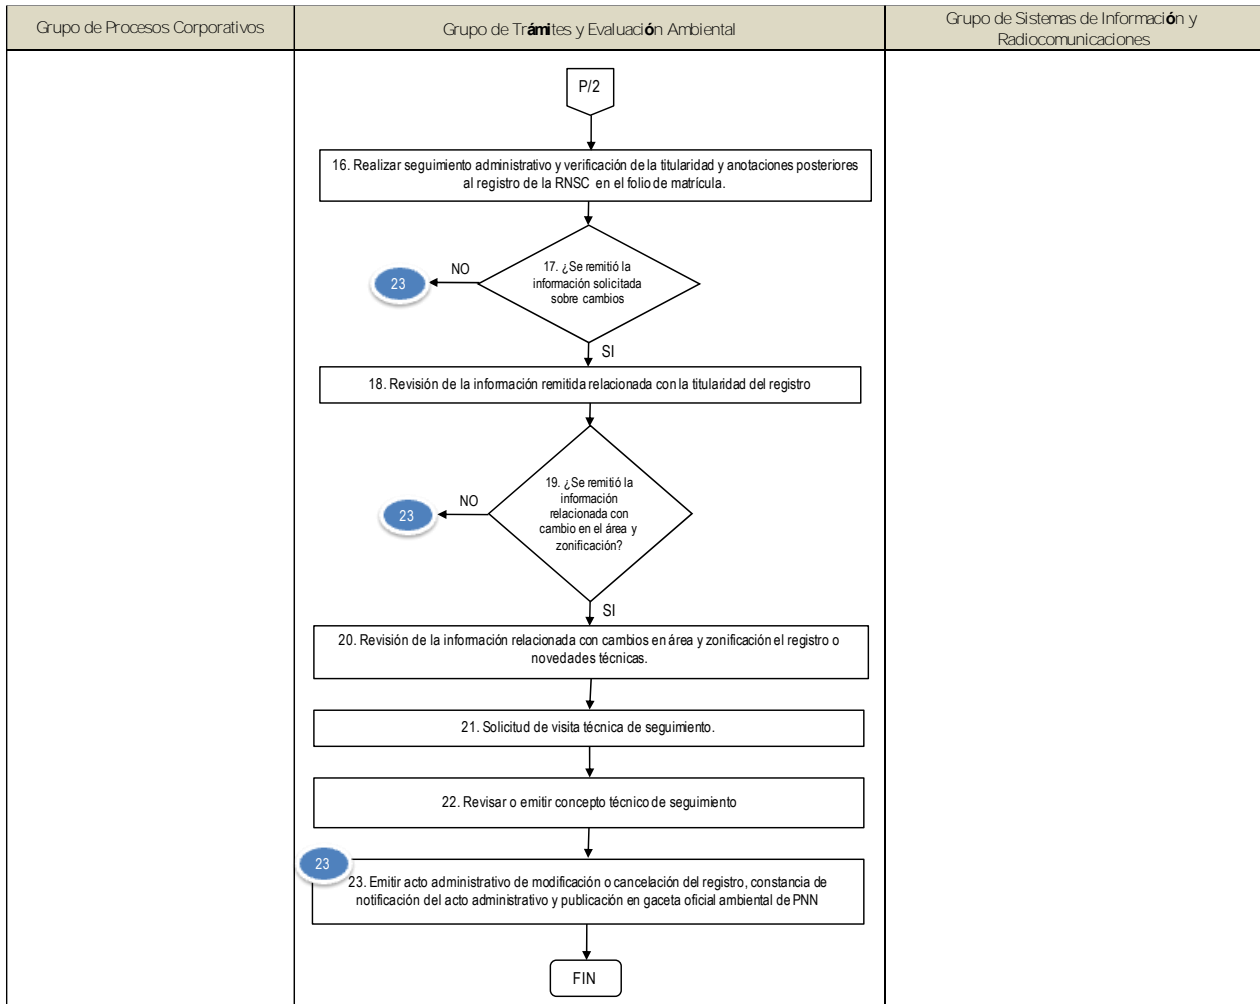 Grupo de Procesos Corporativos
Grupo de Trámites y Evaluación Ambiental
Grupo de Sistemas de Información y
Radiocomunicaciones
P/2
16. Realizar seguimiento administrativo y verificación de la titularidad y anotaciones posteriores
al registro de la RNSC en el folio de matrícula.
17. ¿Se remitió la
información solicitada
sobre cambios
NO
23
SI
18. Revisión de la información remitida relacionada con la titularidad del registro
19. ¿Se remitió la
información
relacionada con
cambio en el área y
zonificación?
NO
23
SI
20. Revisión de la información relacionada con cambios en área y zonificación el registro o
novedades técnicas.
21. Solicitud de visita técnica de seguimiento.
22. Revisar o emitir concepto técnico de seguimiento
23
23. Emitir acto administrativo de modificación o cancelación del registro, constancia de
notificación del acto administrativo y publicación en gaceta oficial ambiental de PNN
FIN